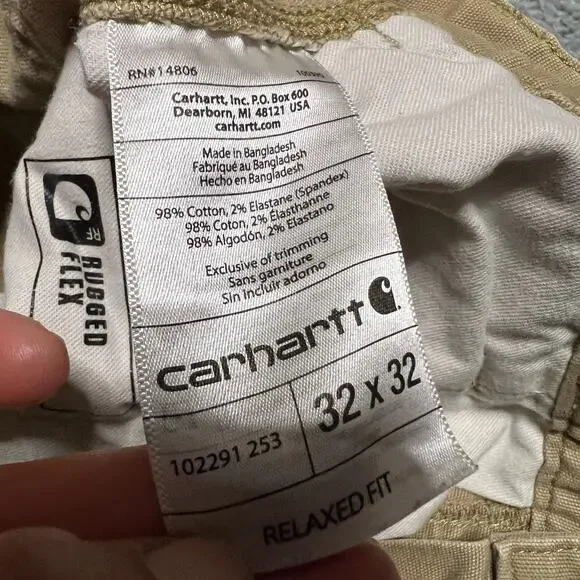 RN#14806
Carhartt, Inc. P.O. Box 600
Dearborn, MI 48121 USA
carhartt.com
Made in Bangladesh
Fabriqué au Bangladesh
Hecho en Bangladesh
98% Cotton, 2% Elastane (Spandex)
98% Coton, 2% Élasthanne
98% Algodón, 2% Elastano
Exclusive of trimming
Sans garniture
Sin incluir adorno
carhartt
102291 253
32 x 32
RELAXED FIT
RF
RUGGED
FLEX